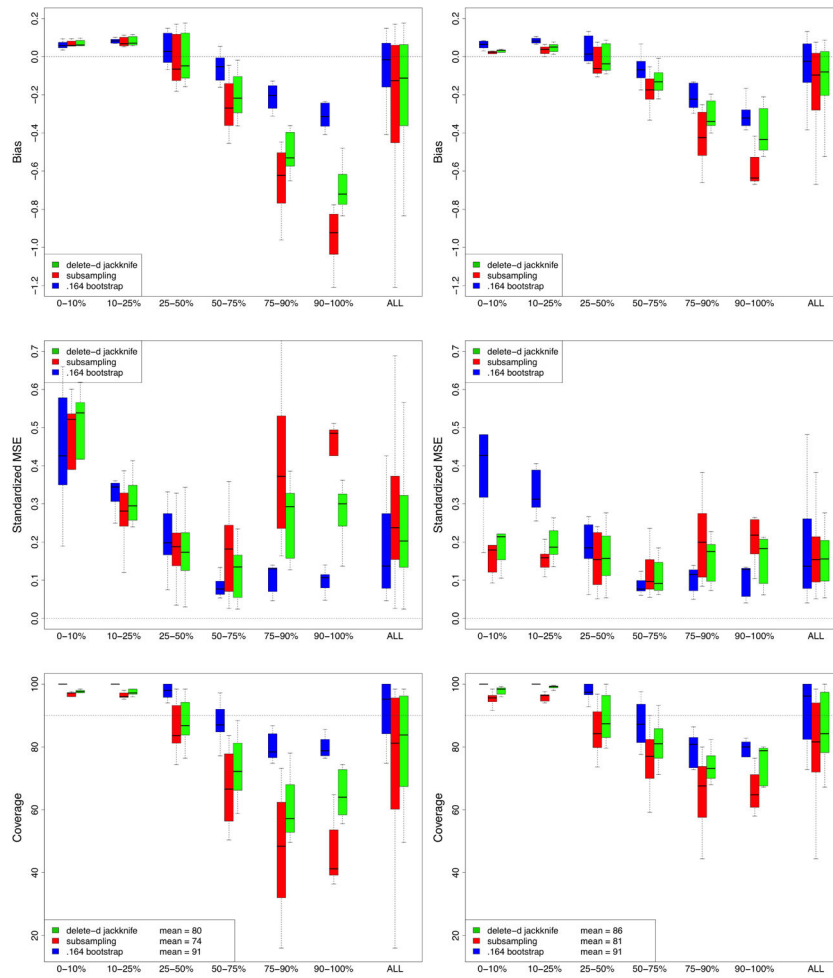 0.2
0.0
−0.2
−0.4
−0.6
−0.8
−1.0
−1.2
Bias
delete−d jackknife
subsampling
.164 bootstrap
0−10% 10−25% 25−50% 50−75% 75−90% 90−100% ALL
0.2
0.0
−0.2
−0.4
−0.6
−0.8
−1.0
−1.2
Bias
delete−d jackknife
subsampling
.164 bootstrap
0−10% 10−25% 25−50% 50−75% 75−90% 90−100% ALL
0.7
0.6
0.5
0.4
0.3
0.2
0.1
0.0
Standardized MSE
delete−d jackknife
subsampling
.164 bootstrap
0−10% 10−25% 25−50% 50−75% 75−90% 90−100% ALL
0.7
0.6
0.5
0.4
0.3
0.2
0.1
0.0
Standardized MSE
delete−d jackknife
subsampling
.164 bootstrap
0−10% 10−25% 25−50% 50−75% 75−90% 90−100% ALL
100
80
60
40
20
Coverage
delete−d jackknife mean = 80
subsampling mean = 74
.164 bootstrap mean = 91
0−10% 10−25% 25−50% 50−75% 75−90% 90−100% ALL
100
80
60
40
20
Coverage
delete−d jackknife mean = 86
subsampling mean = 81
.164 bootstrap mean = 91
0−10% 10−25% 25−50% 50−75% 75−90% 90−100% ALL